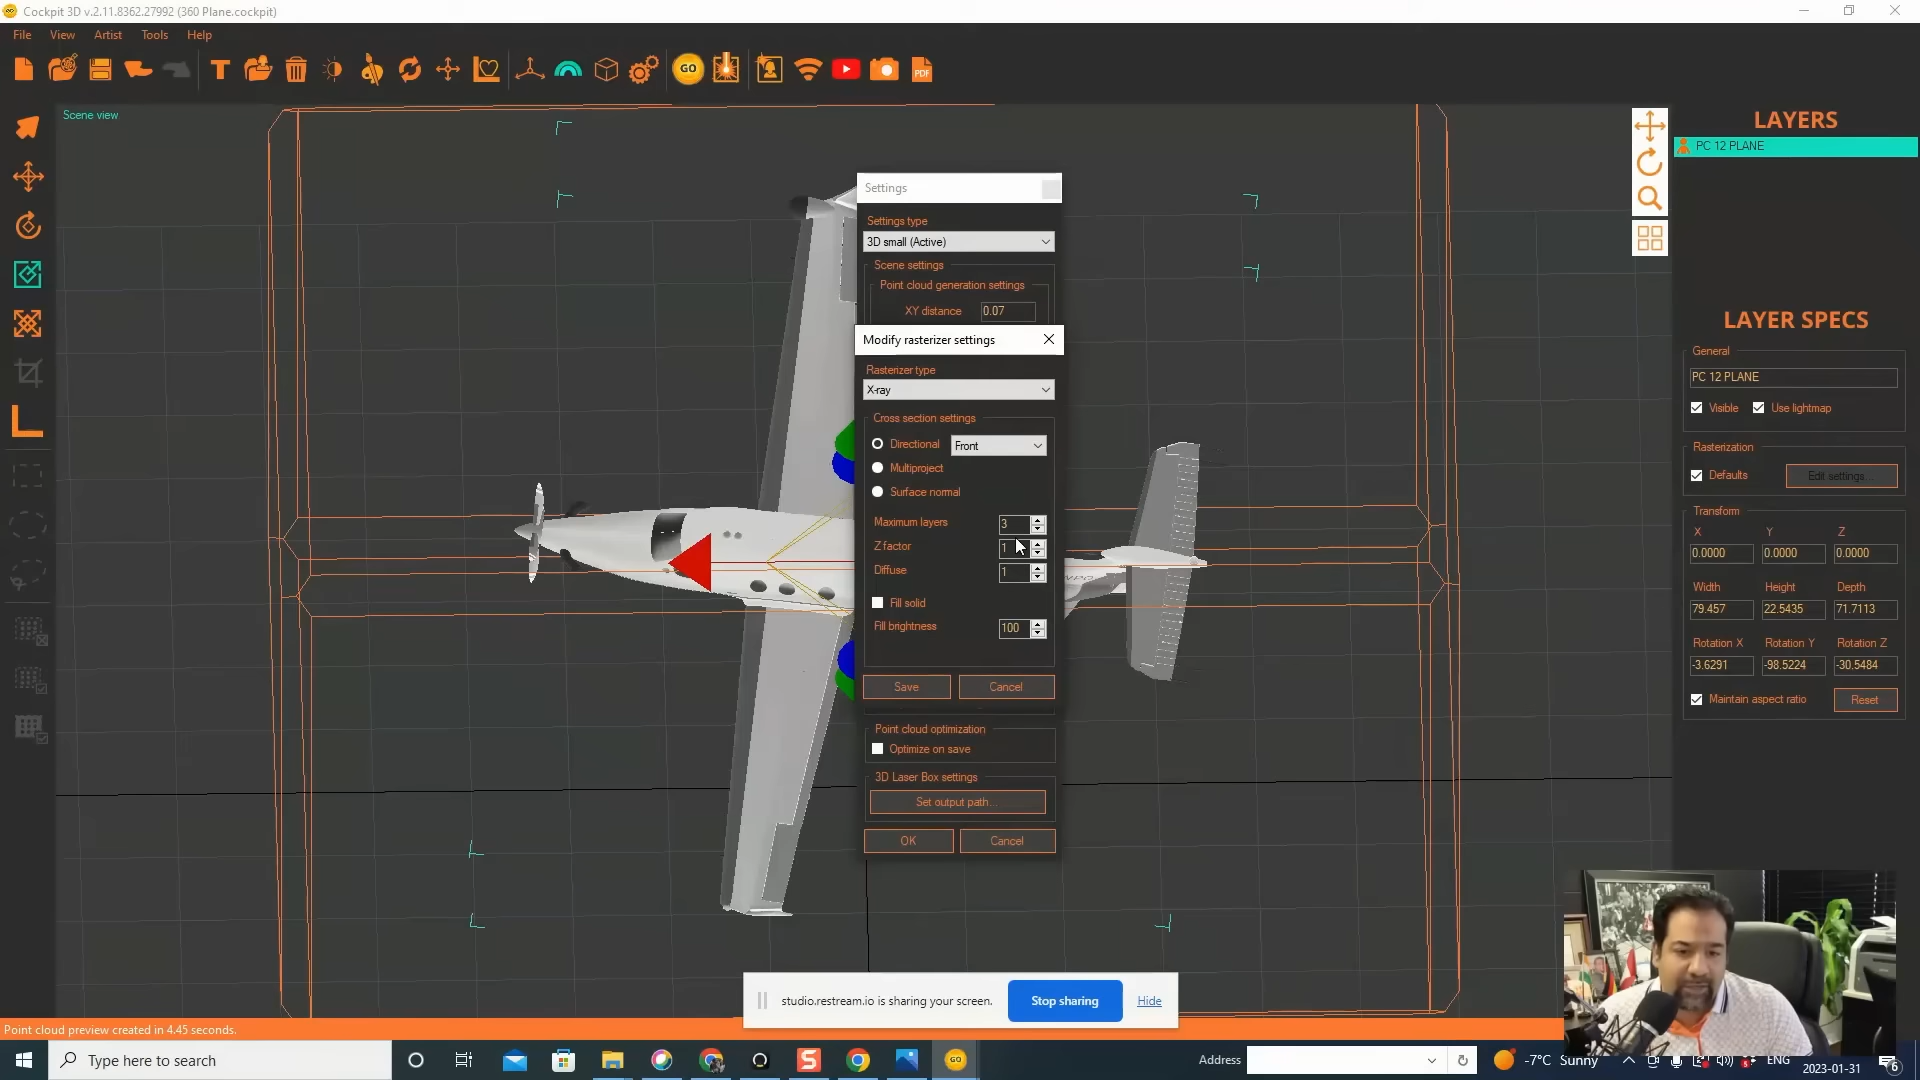 Cockpit 3D v.2.11.8362.27992 (360 Plane.cockpit)
File View Artist Tools Help
GO
PDF
Scene view
LAYERS
PC 12 PLANE
LAYER SPECS
General
PC 12 PLANE
Visible Use lightmap
Rasterization
Defaults Edit settings...
Transform
X Y Z
0.0000 0.0000 0.0000
Width Height Depth
79.457 22.5435 71.7113
Rotation X Rotation Y Rotation Z
-3.6291 -98.5224 -30.5484
Maintain aspect ratio Reset
Settings
Settings type
3D small (Active)
Scene settings
Point cloud generation settings
XY distance 0.07
Modify rasterizer settings
Rasterizer type
X-ray
Cross section settings
Directional Front
Multiproject
Surface normal
Maximum layers 3
Z factor 1
Diffuse 1
Fill solid
Fill brightness 100
Save Cancel
Point cloud optimization
Optimize on save
3D Laser Box settings
Set output path...
OK Cancel
studio.restream.io is sharing your screen. Stop sharing Hide
Point cloud preview created in 4.45 seconds.
Type here to search
S
GO
Address
-7°C Sunny
ENG
2023-01-31
6